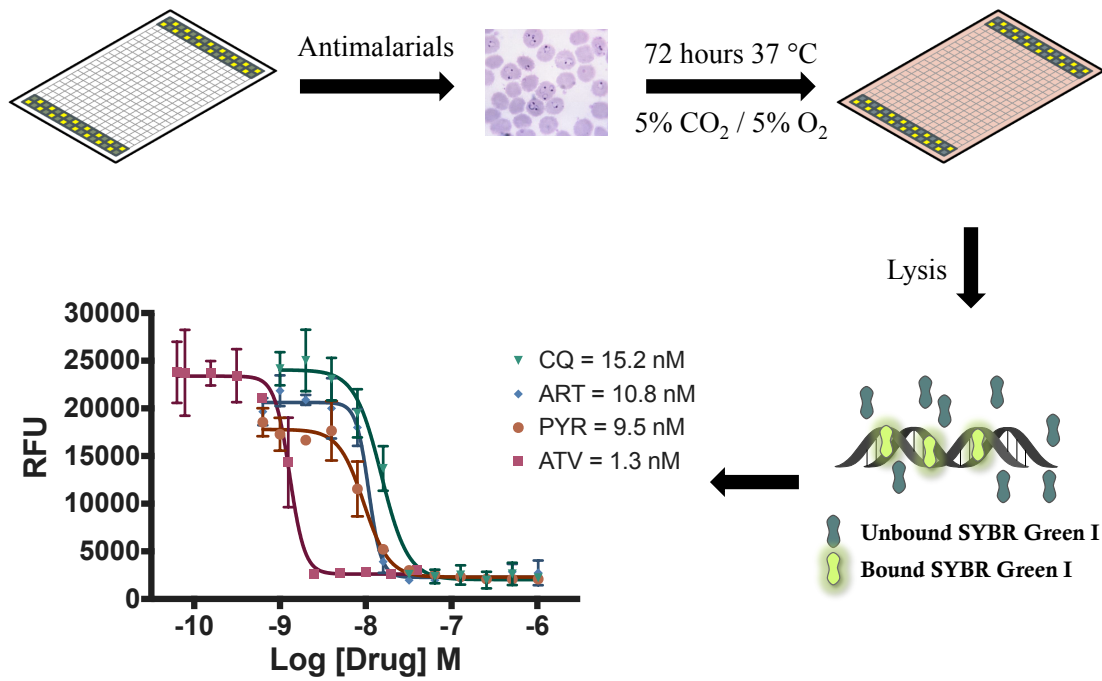 Antimalarials
72 hours 37 °C
5% CO₂ / 5% O₂
Lysis
30000
25000
20000
15000
10000
5000
0
RFU
-10
-9
-8
-7
-6
Log [Drug] M
CQ = 15.2 nM
ART = 10.8 nM
PYR = 9.5 nM
ATV = 1.3 nM
Unbound SYBR Green I
Bound SYBR Green I